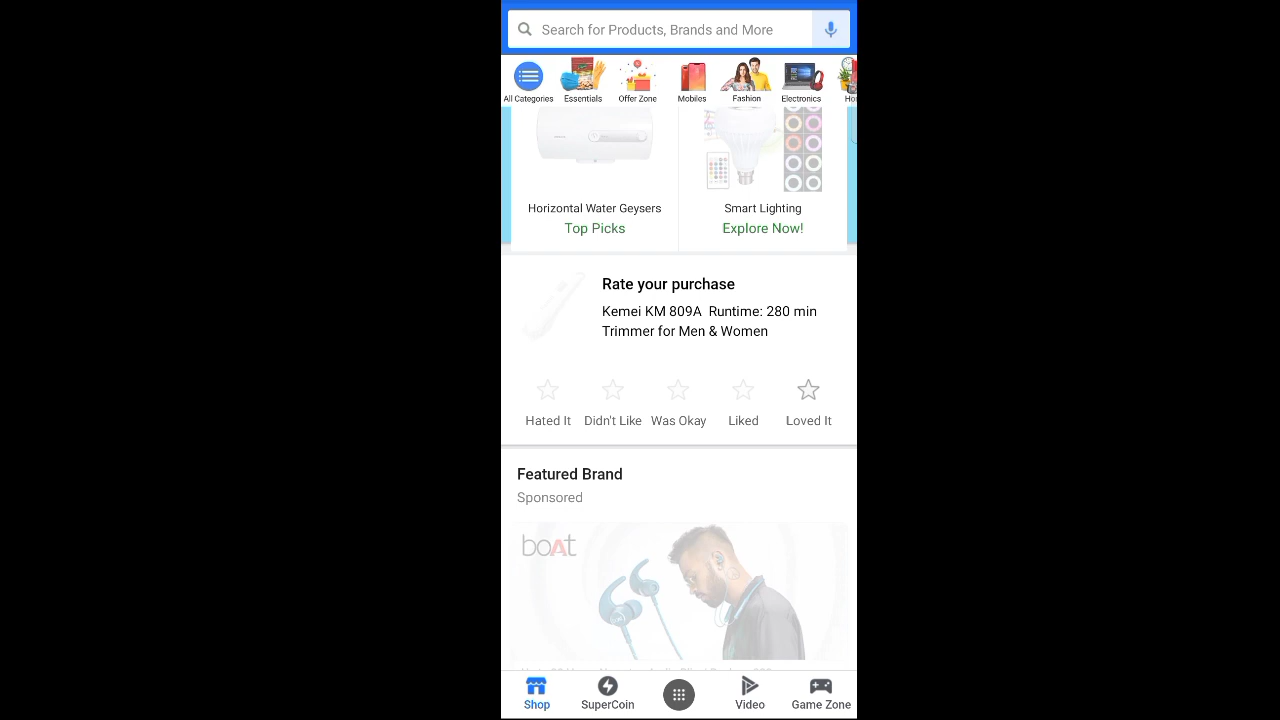 Search for Products, Brands and More
All Categories
Essentials
Offer Zone
Mobiles
Fashion
Electronics
Horizontal Water Geysers
Smart Lighting
Top Picks
Explore Now!
Rate your purchase
Kemei KM 809A Runtime: 280 min
Trimmer for Men & Women
Hated It
Didn't Like
Was Okay
Liked
Loved It
Featured Brand
Sponsored
boAt
Shop
SuperCoin
Video
Game Zone